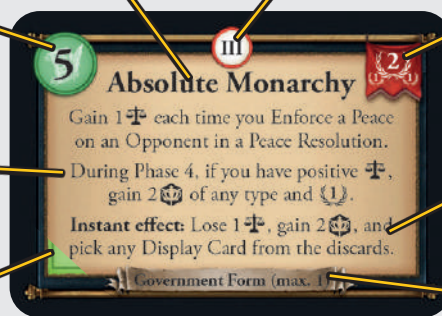 III
5
2
1 1
Absolute Monarchy
Gain 1 each time you Enforce a Peace
on an Opponent in a Peace Resolution.
During Phase 4, if you have positive ,
gain 2 of any type and (1).
Instant effect: Lose 1 , gain 2 , and
pick any Display Card from the discards.
Government Form (max. 1)